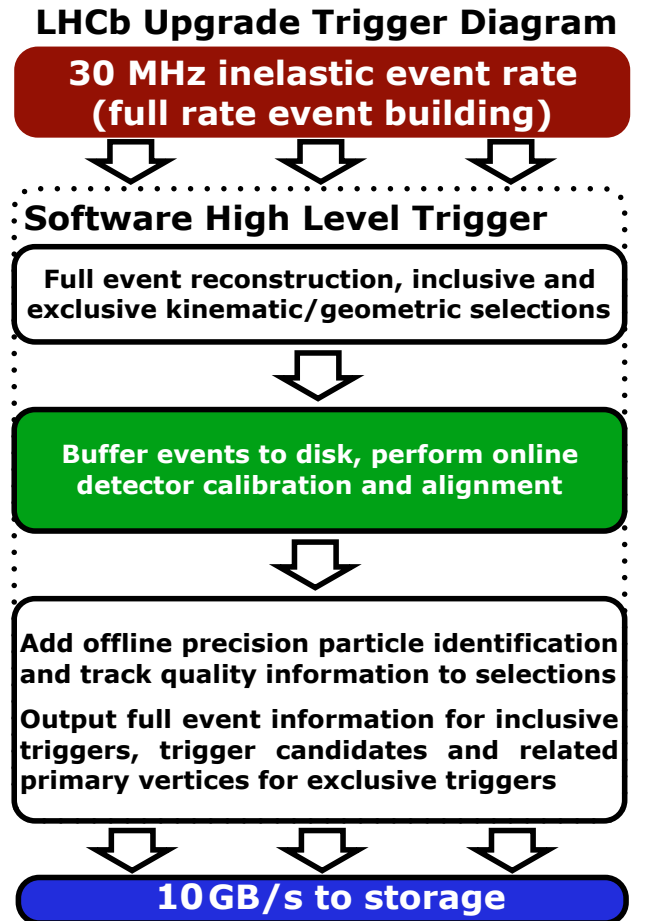 LHCb Upgrade Trigger Diagram
30 MHz inelastic event rate
(full rate event building)
Software High Level Trigger
Full event reconstruction, inclusive and
exclusive kinematic/geometric selections
Buffer events to disk, perform online
detector calibration and alignment
Add offline precision particle identification
and track quality information to selections
Output full event information for inclusive
triggers, trigger candidates and related
primary vertices for exclusive triggers
10 GB/s to storage